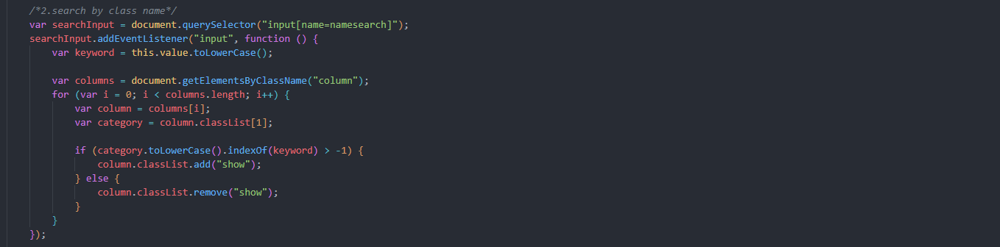 /*2.search by class name*/
var searchInput = document.querySelector("input[name=namesearch]");
searchInput.addEventListener("input", function () {
var keyword = this.value.toLowerCase();
var columns = document.getElementsByClassName("column");
for (var i = 0; i < columns.length; i++) {
var column = columns[i];
var category = column.classList[1];
if (category.toLowerCase().indexOf(keyword) > -1) {
column.classList.add("show");
} else {
column.classList.remove("show");
}
}
});